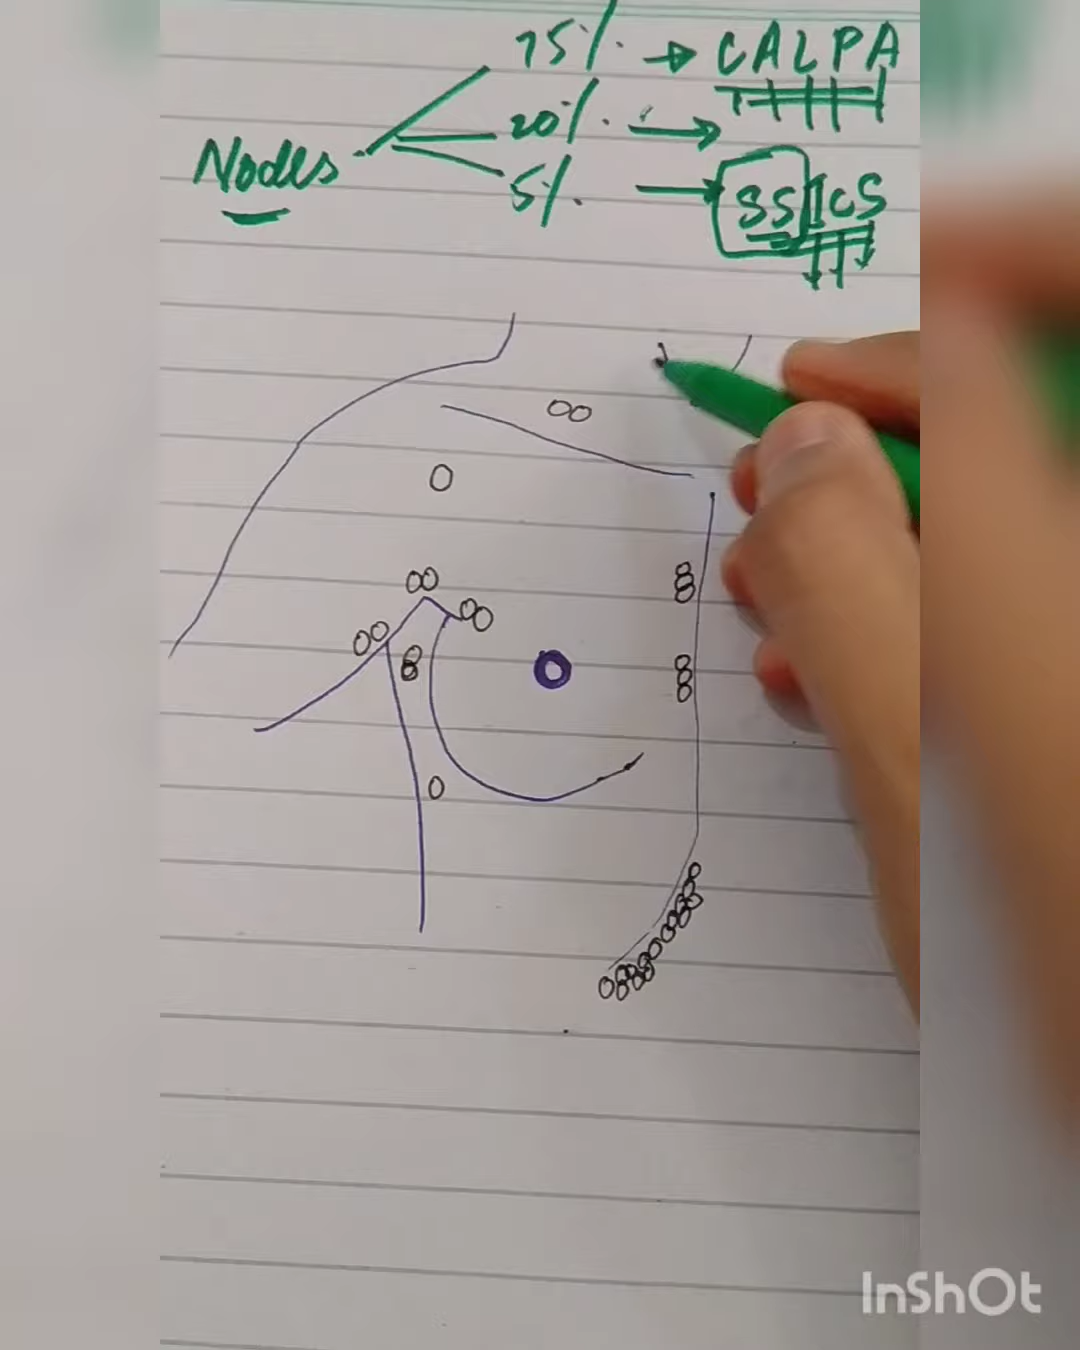 75% → CALPA
Nodes 20% →
5% → SSICS
InShOt